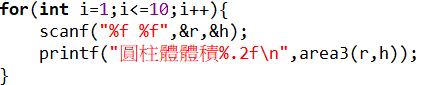 for(int i=1;i<=10;i++){
scanf("%f %f",&r,&h);
printf("圓柱體體積%.2f\n",area3(r,h));
}